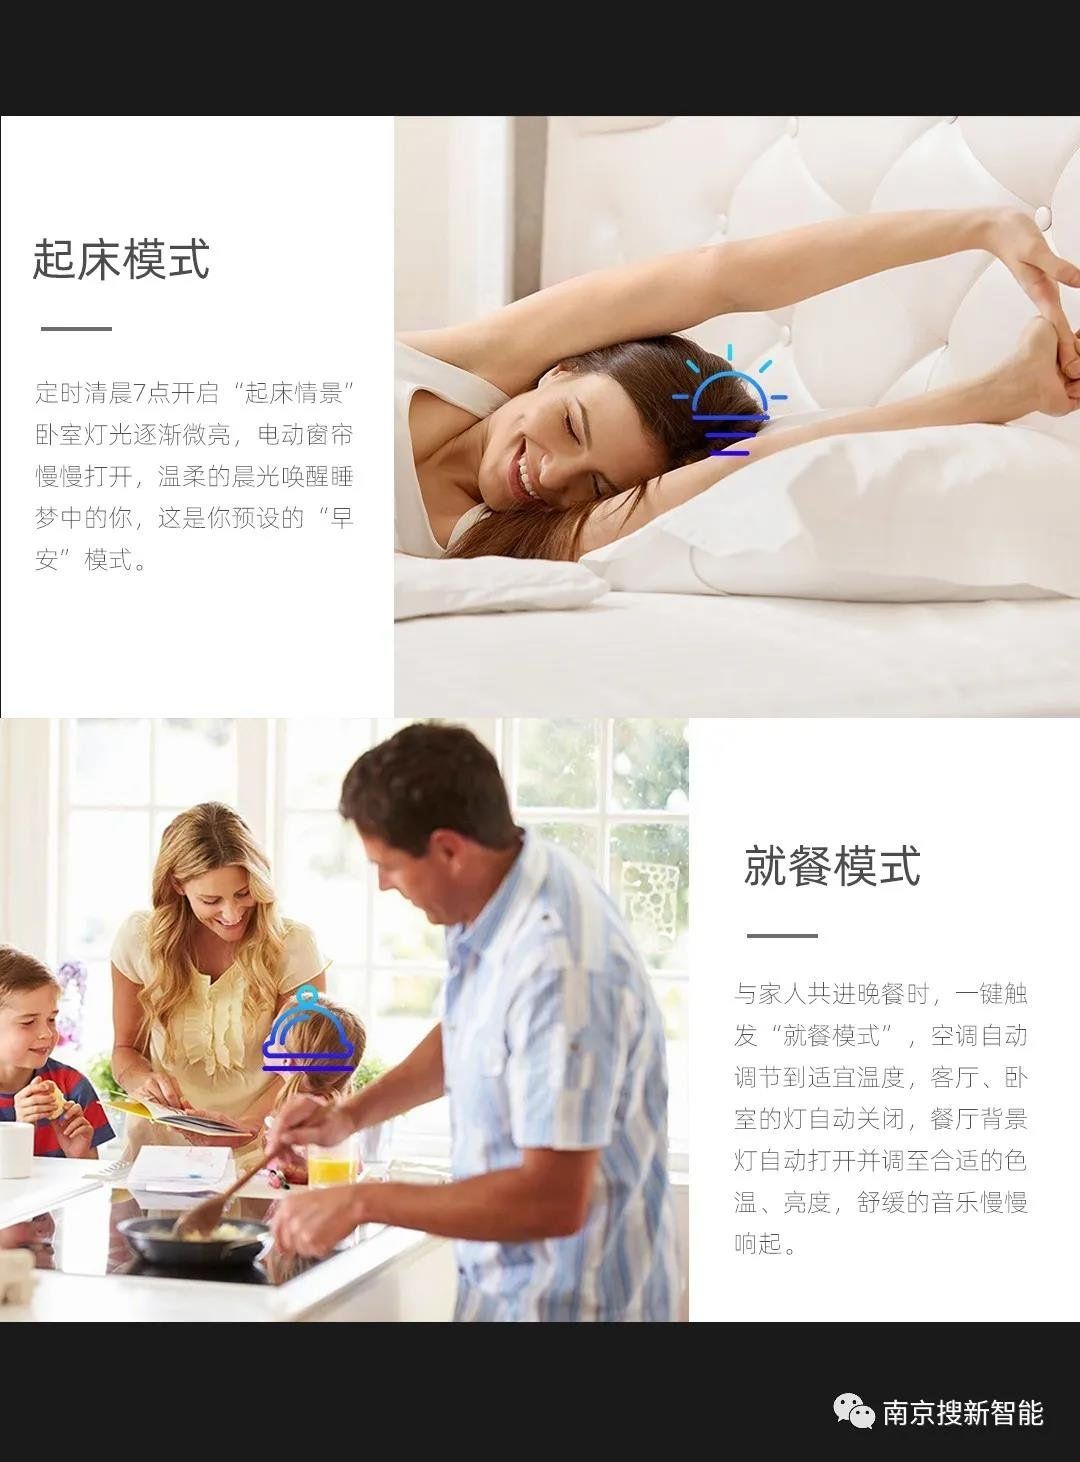 起床模式
定时清晨7点开启“起床情景”
卧室灯光逐渐微亮，电动窗帘
慢慢打开，温柔的晨光唤醒睡
梦中的你，这是你预设的“早
安”模式。
就餐模式
与家人共进晚餐时，一键触
发“就餐模式”，空调自动
调节到适宜温度，客厅、卧
室的灯自动关闭，餐厅背景
灯自动打开并调至合适的色
温、亮度，舒缓的音乐慢慢
响起。
南京搜新智能